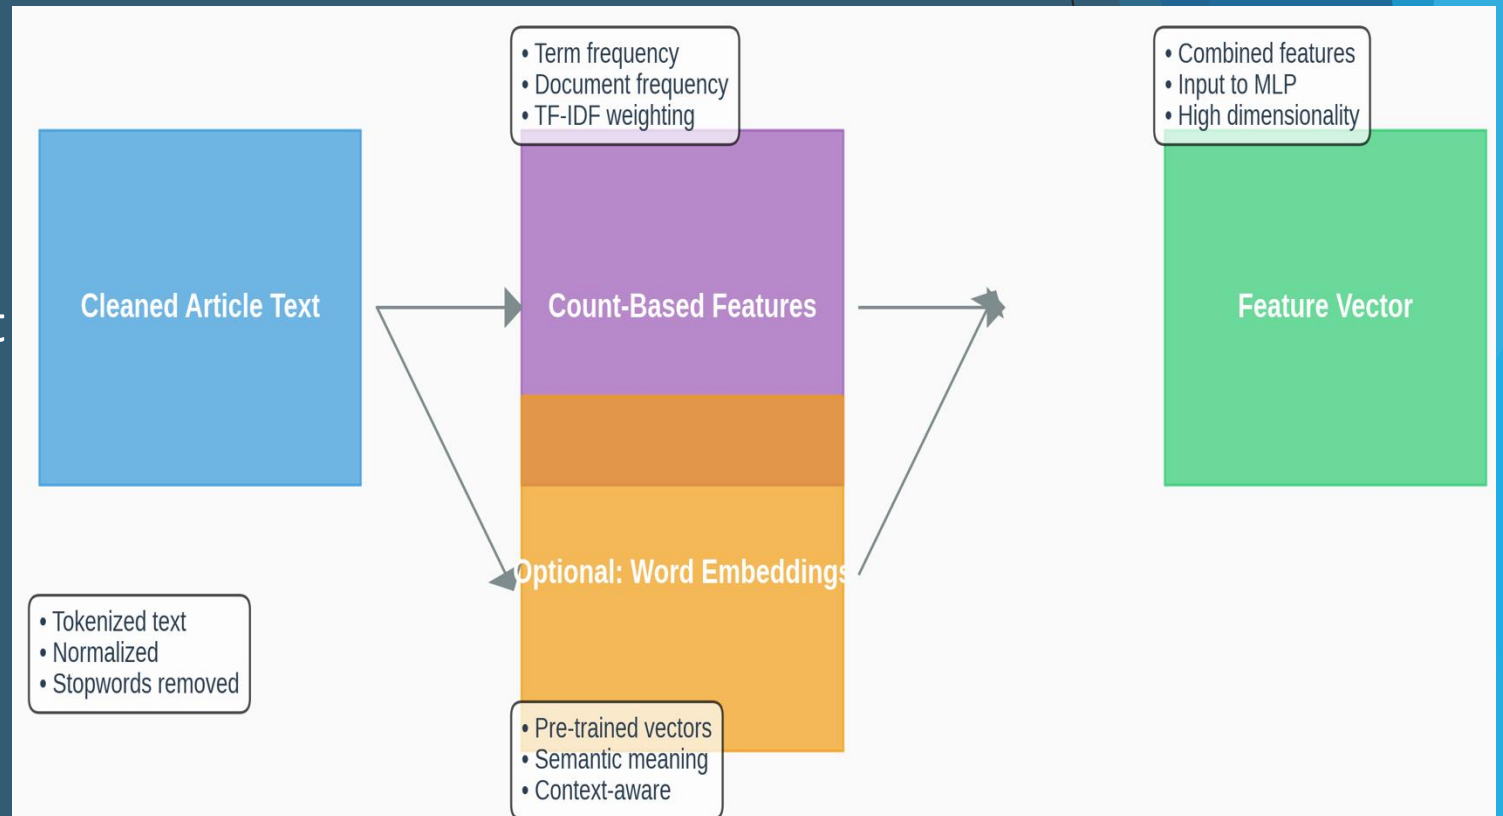 • Term frequency
• Document frequency
• TF-IDF weighting
• Combined features
• Input to MLP
• High dimensionality
Cleaned Article Text
Count-Based Features
Feature Vector
t
Optional: Word Embeddings
• Tokenized text
• Normalized
• Stopwords removed
• Pre-trained vectors
• Semantic meaning
• Context-aware